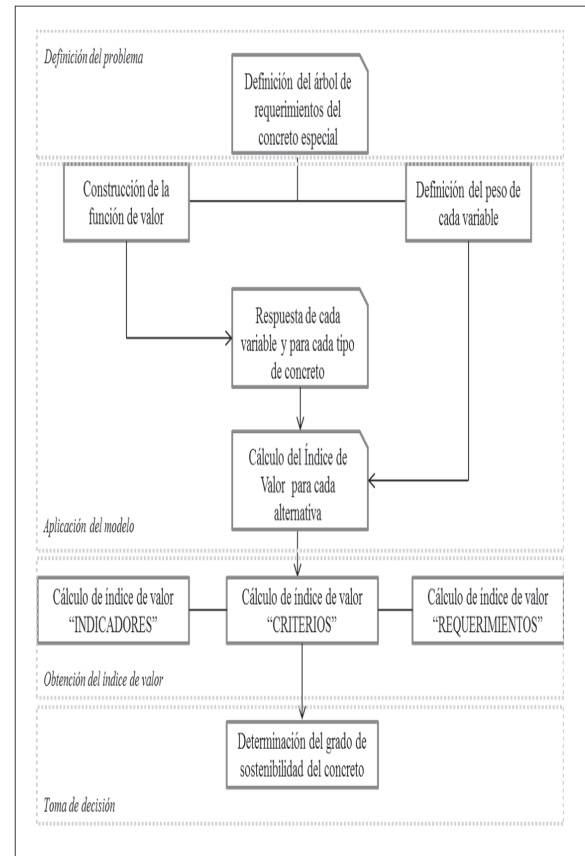 Definición del problema
Definición del árbol de
requerimientos del
concreto especial
Construcción de la
función de valor
Definición del peso de
cada variable
Respuesta de cada
variable y para cada tipo
de concreto
Cálculo del Índice de
Valor para cada
alternativa
Aplicación del modelo
Cálculo de índice de valor
“INDICADORES”
Cálculo de índice de valor
“CRITERIOS”
Cálculo de índice de valor
“REQUERIMIENTOS”
Obtención del índice de valor
Determinación del grado de
sostenibilidad del concreto
Toma de decisión